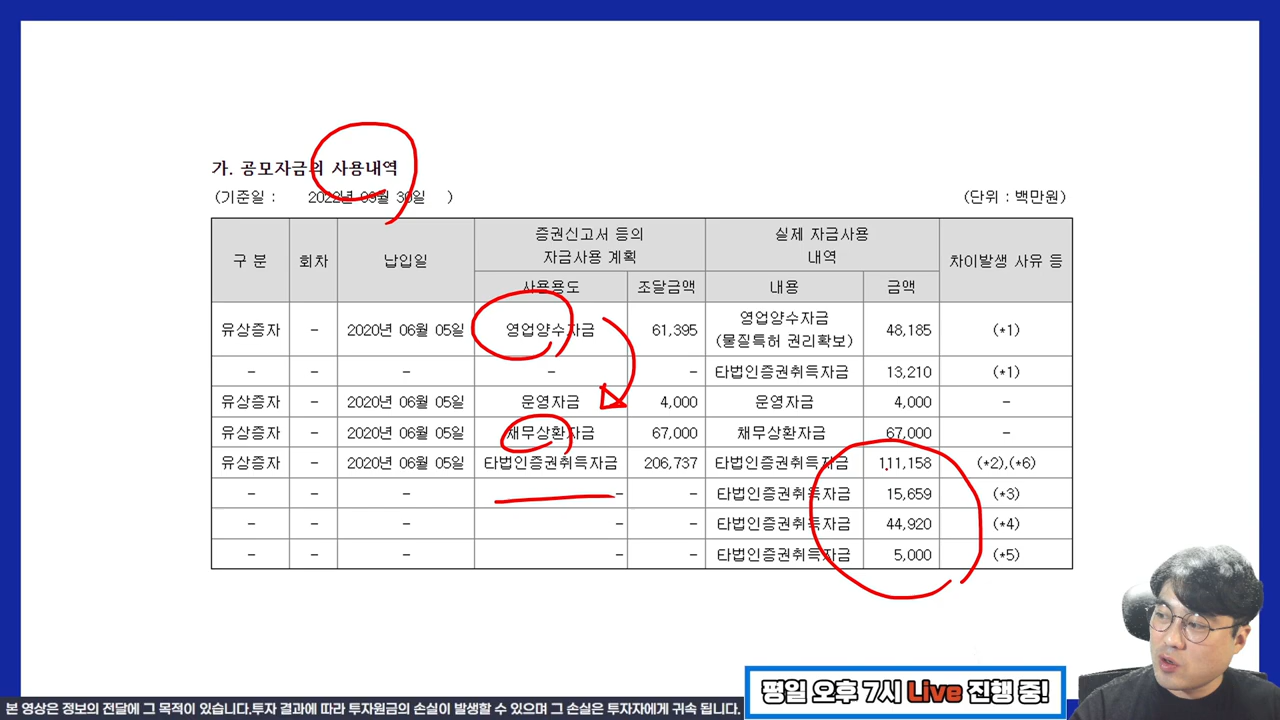 가. 공모자금의 사용내역
(기준일 : 2022년 09월 30일 ) (단위 : 백만원)
구 분 회차 납입일 증권신고서 등의 자금사용 계획 실제 자금사용 내역 차이발생 사유 등
사용용도 조달금액 내용 금액
유상증자 - 2020년 06월 05일 영업양수자금 61,395 영업양수자금 (물질특허 권리확보) 48,185 (*1)
- - - - - 타법인증권취득자금 13,210 (*1)
유상증자 - 2020년 06월 05일 운영자금 4,000 운영자금 4,000 -
유상증자 - 2020년 06월 05일 채무상환자금 67,000 채무상환자금 67,000 -
유상증자 - 2020년 06월 05일 타법인증권취득자금 206,737 타법인증권취득자금 111,158 (*2),(*6)
- - - - - 타법인증권취득자금 15,659 (*3)
- - - - - 타법인증권취득자금 44,920 (*4)
- - - - - 타법인증권취득자금 5,000 (*5)
평일 오후 7시 Live 진행 중!
본 영상은 정보의 전달에 그 목적이 있습니다.투자 결과에 따라 투자원금의 손실이 발생할 수 있으며 그 손실은 투자자에게 귀속 됩니다.